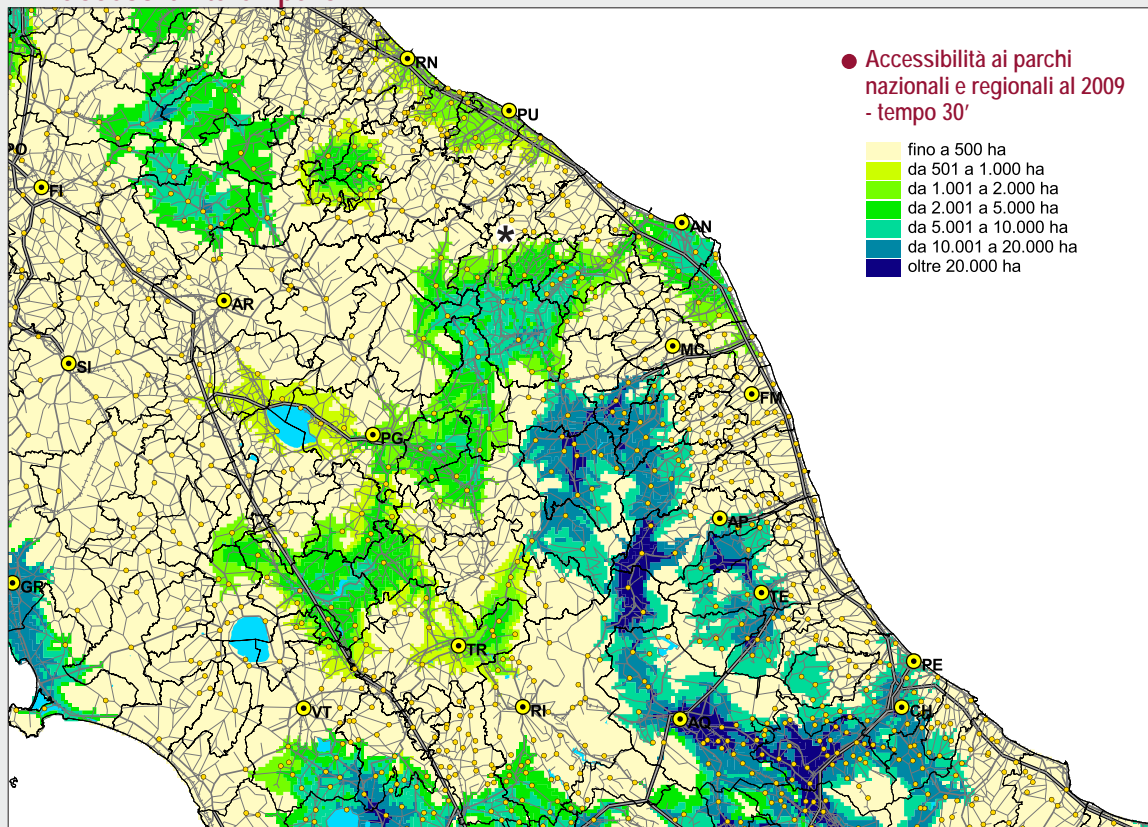 ● Accessibilità ai parchi
nazionali e regionali al 2009
- tempo 30'
fino a 500 ha
da 501 a 1.000 ha
da 1.001 a 2.000 ha
da 2.001 a 5.000 ha
da 5.001 a 10.000 ha
da 10.001 a 20.000 ha
oltre 20.000 ha
RN
PU
PO
FI
AN
*
AR
MC
SI
FM
PG
AP
GR
TE
TR
PE
VT
RI
AQ
CH